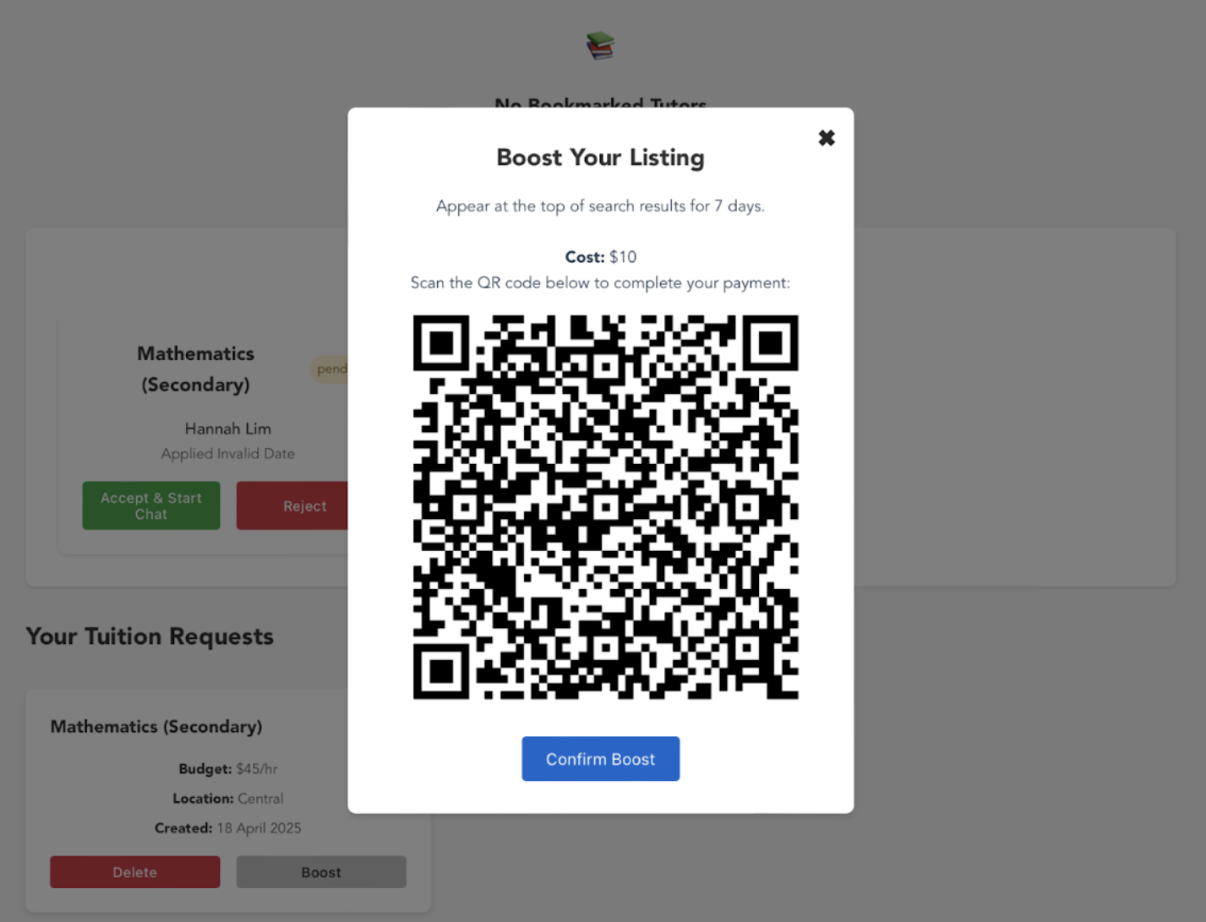 No Bookmarked Tutors
Boost Your Listing
✖
Appear at the top of search results for 7 days.
Cost: $10
Scan the QR code below to complete your payment:
Confirm Boost
Mathematics
(Secondary)
pend
Hannah Lim
Applied Invalid Date
Accept & Start
Chat
Reject
Your Tuition Requests
Mathematics (Secondary)
Budget: $45/hr
Location: Central
Created: 18 April 2025
Delete
Boost